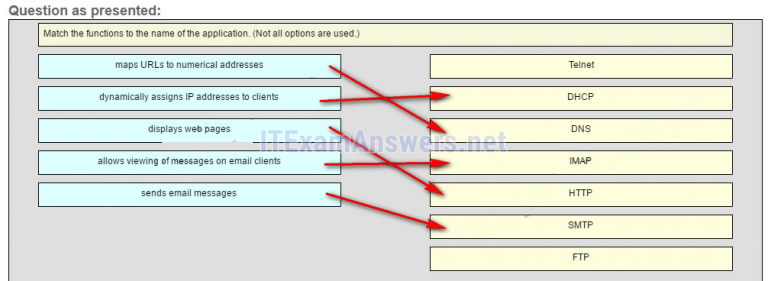 Question as presented:
Match the functions to the name of the application. (Not all options are used.)
maps URLs to numerical addresses
Telnet
dynamically assigns IP addresses to clients
DHCP
displays web pages
DNS
ITExamAnswers.net
allows viewing of messages on email clients
IMAP
sends email messages
HTTP
SMTP
FTP